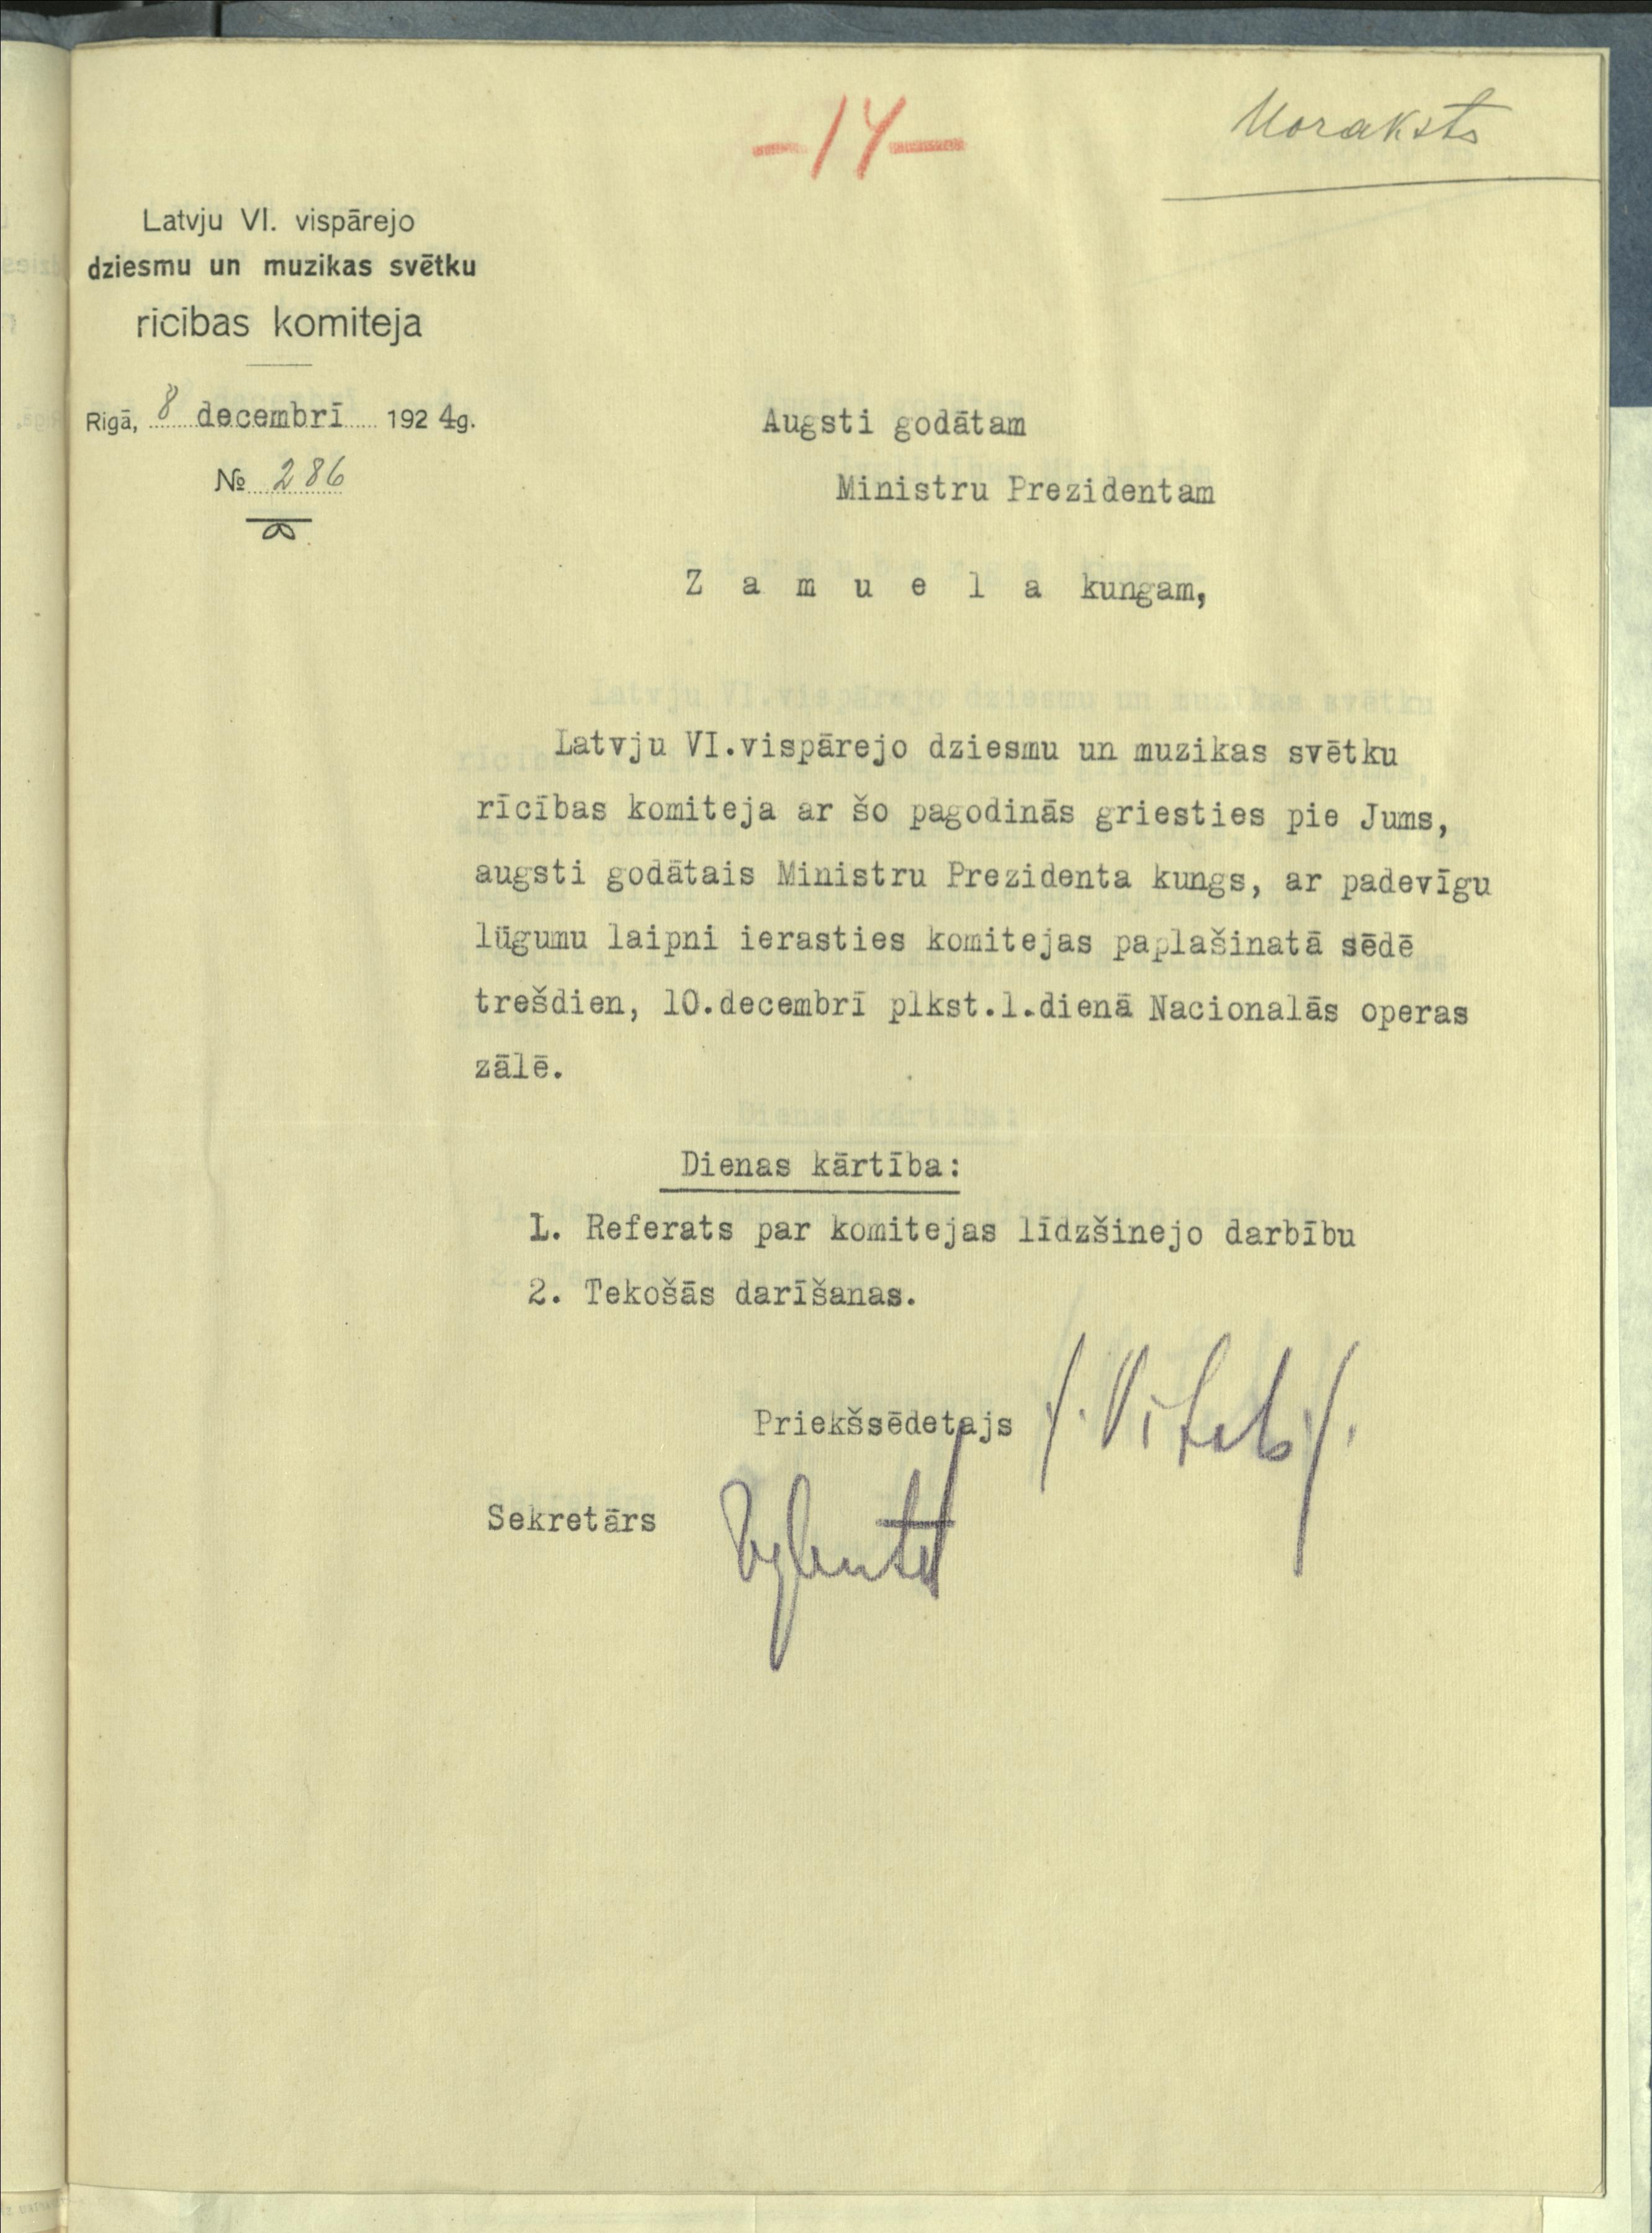 -14-
Noraksts
Latvju VI. vispārejo
dziesmu un muzikas svētku
rīcības komiteja
Rigā, 8 decembrī 1924g.
№ 286
Augsti godātam
Ministru Prezidentam
Zamuela kungam,
Latvju VI.vispārejo dziesmu un muzikas svētku
rīcības komiteja ar šo pagodinās griesties pie Jums,
augsti godātais Ministru Prezidenta kungs, ar padevīgu
lūgumu laipni ierasties komitejas paplašinatā sēdē
trešdien, 10.decembrī plkst.1.dienā Nacionalās operas
zālē.
Dienas kārtība:
1. Referats par komitejas līdzšinejo darbību
2. Tekošās darīšanas.
Priekšsēdetajs /.Vitols/.
Sekretārs